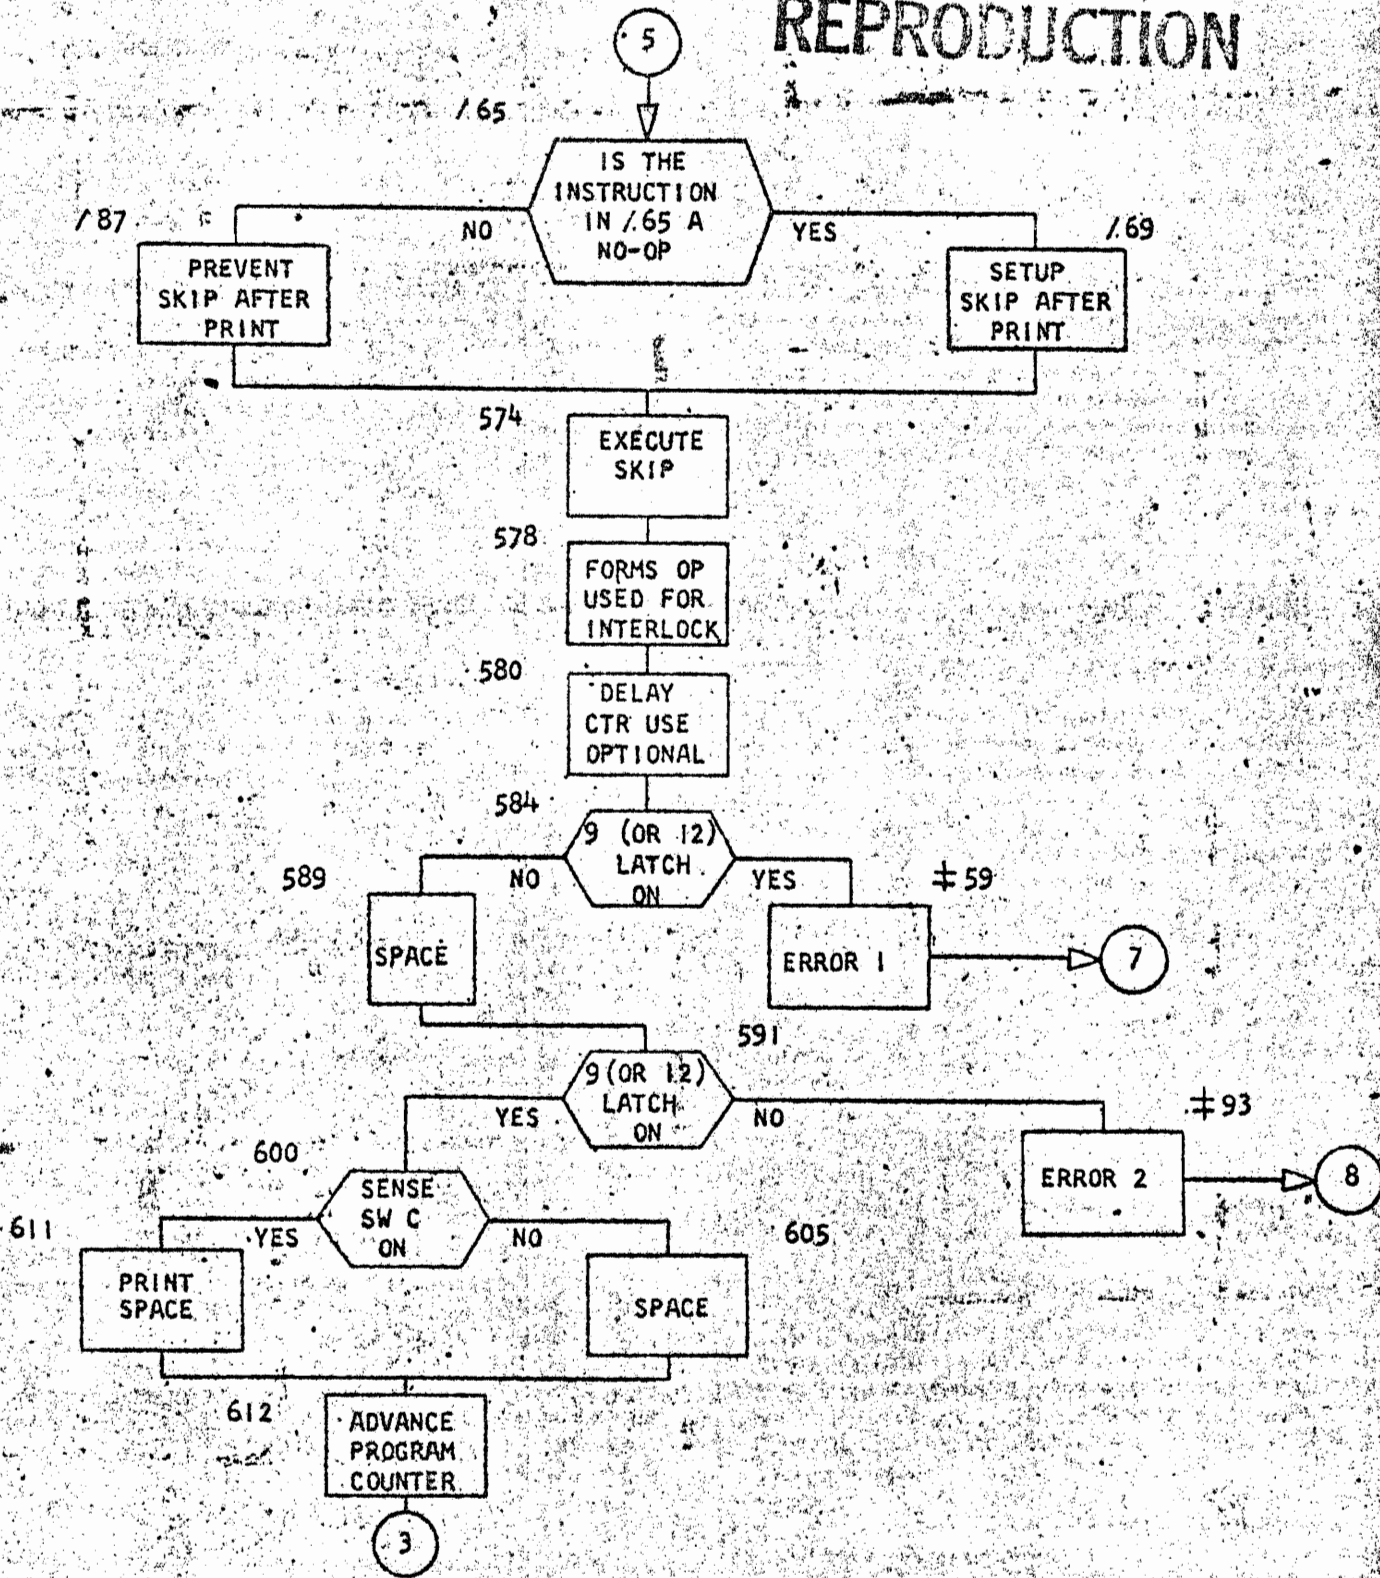 REPRODUCTION
5
/.65
IS THE
INSTRUCTION
IN /.65 A
NO-OP
NO
YES
/87
/.69
PREVENT
SKIP AFTER
PRINT
SETUP
SKIP AFTER
PRINT
574
EXECUTE
SKIP
578
FORMS OP
USED FOR
INTERLOCK
580
DELAY
CTR USE
OPTIONAL
584
9 (OR 12)
LATCH
ON
NO
YES
589
‡59
SPACE
ERROR 1
7
591
9 (OR 12)
LATCH
ON
YES
NO
‡93
ERROR 2
8
600
SENSE
SW C
ON
YES
NO
611
605
PRINT
SPACE
SPACE
612
ADVANCE
PROGRAM
COUNTER
3